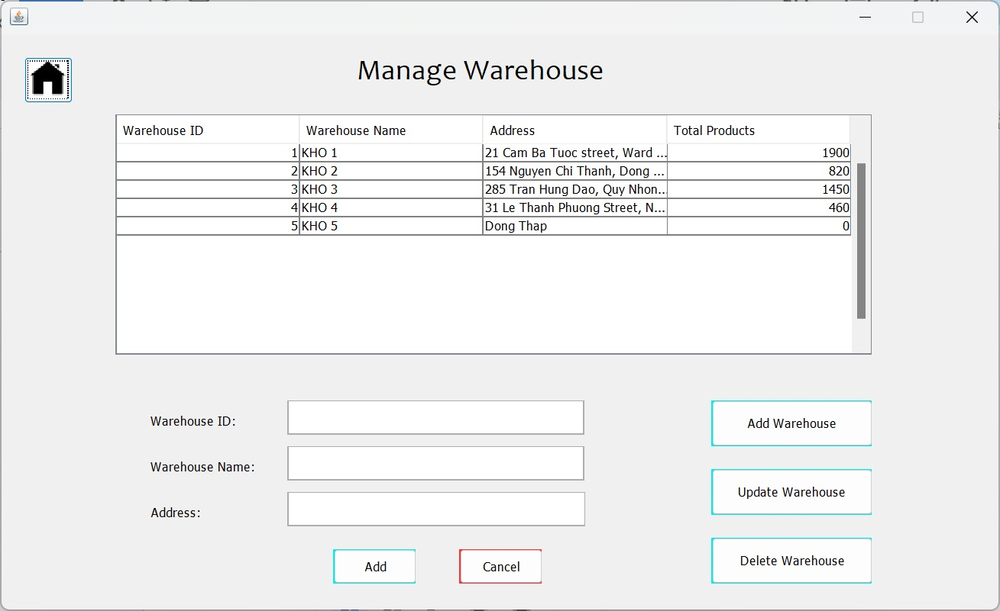 Manage Warehouse
Warehouse ID Warehouse Name Address Total Products
1 KHO 1 21 Cam Ba Tuoc street, Ward ... 1900
2 KHO 2 154 Nguyen Chi Thanh, Dong ... 820
3 KHO 3 285 Tran Hung Dao, Quy Nhon... 1450
4 KHO 4 31 Le Thanh Phuong Street, N... 460
5 KHO 5 Dong Thap 0
Warehouse ID:
Add Warehouse
Warehouse Name:
Update Warehouse
Address:
Add Cancel
Delete Warehouse